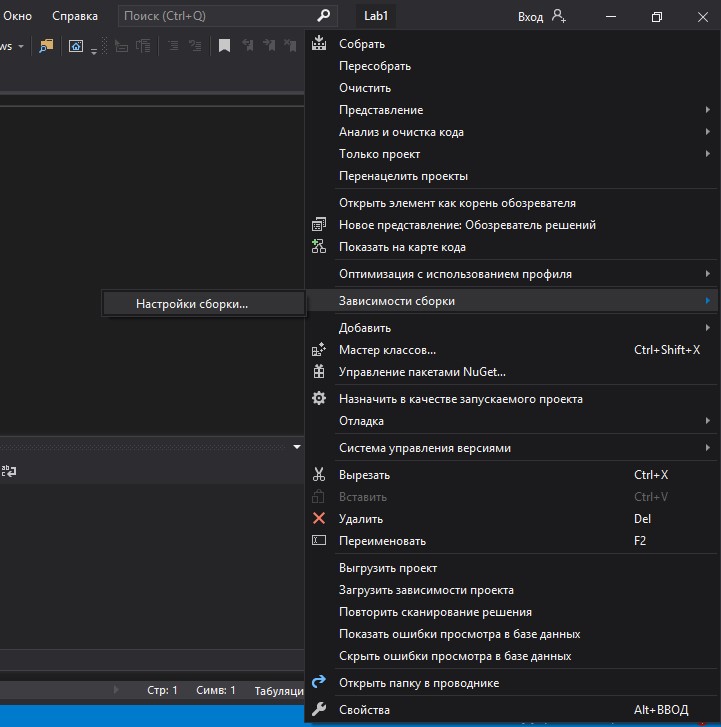 Окно Справка Поиск (Ctrl+Q) Lab1 Вход
ws
Собрать
Пересобрать
Очистить
Представление
Анализ и очистка кода
Только проект
Перенацелить проекты
Открыть элемент как корень обозревателя
Новое представление: Обозреватель решений
Показать на карте кода
Оптимизация с использованием профиля
Зависимости сборки
Настройки сборки...
Добавить
Мастер классов... Ctrl+Shift+X
Управление пакетами NuGet...
Назначить в качестве запускаемого проекта
Отладка
Система управления версиями
Вырезать Ctrl+X
Вставить Ctrl+V
Удалить Del
Переименовать F2
Выгрузить проект
Загрузить зависимости проекта
Повторить сканирование решения
Показать ошибки просмотра в базе данных
Скрыть ошибки просмотра в базе данных
Открыть папку в проводнике
Свойства Alt+ВВОД
Стр: 1 Симв: 1 Табуляци